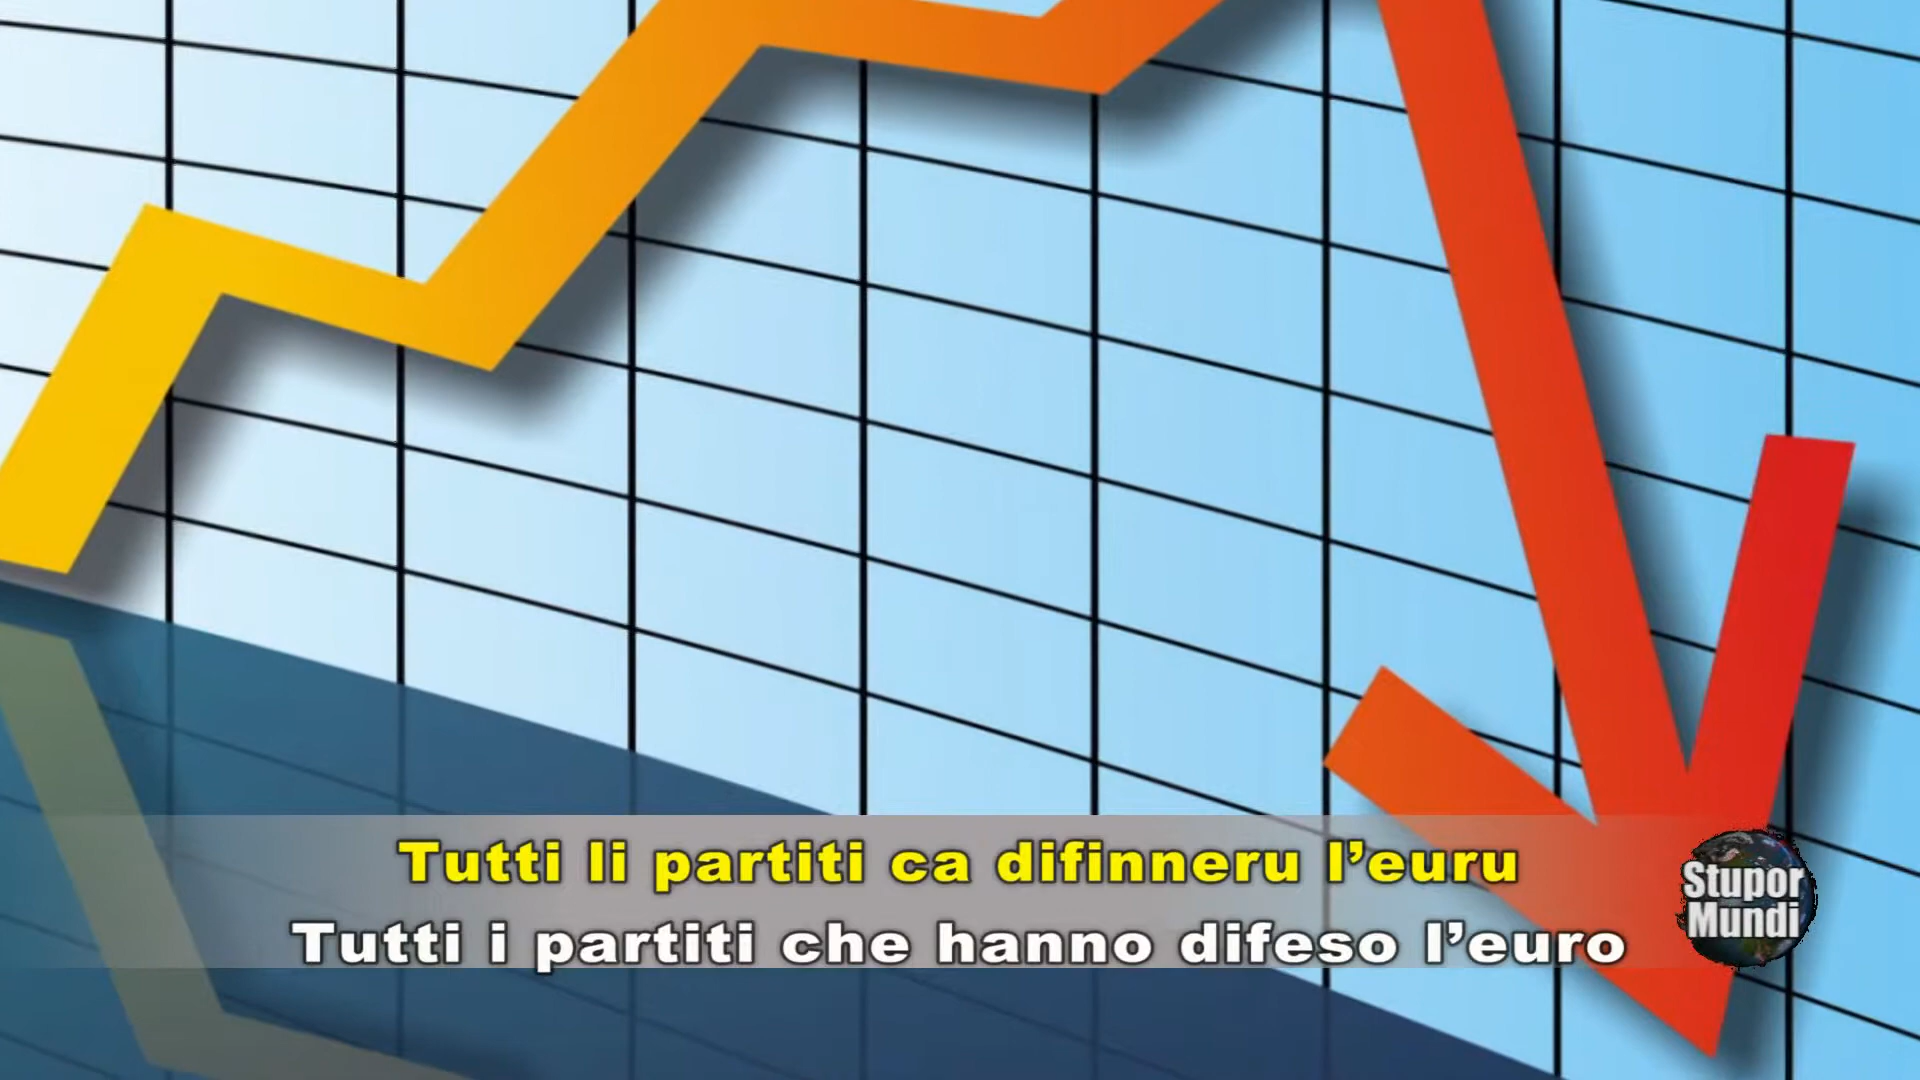 Tutti li partiti ca difinneru l’euru
Tutti i partiti che hanno difeso l’euro
Stupor
Mundi